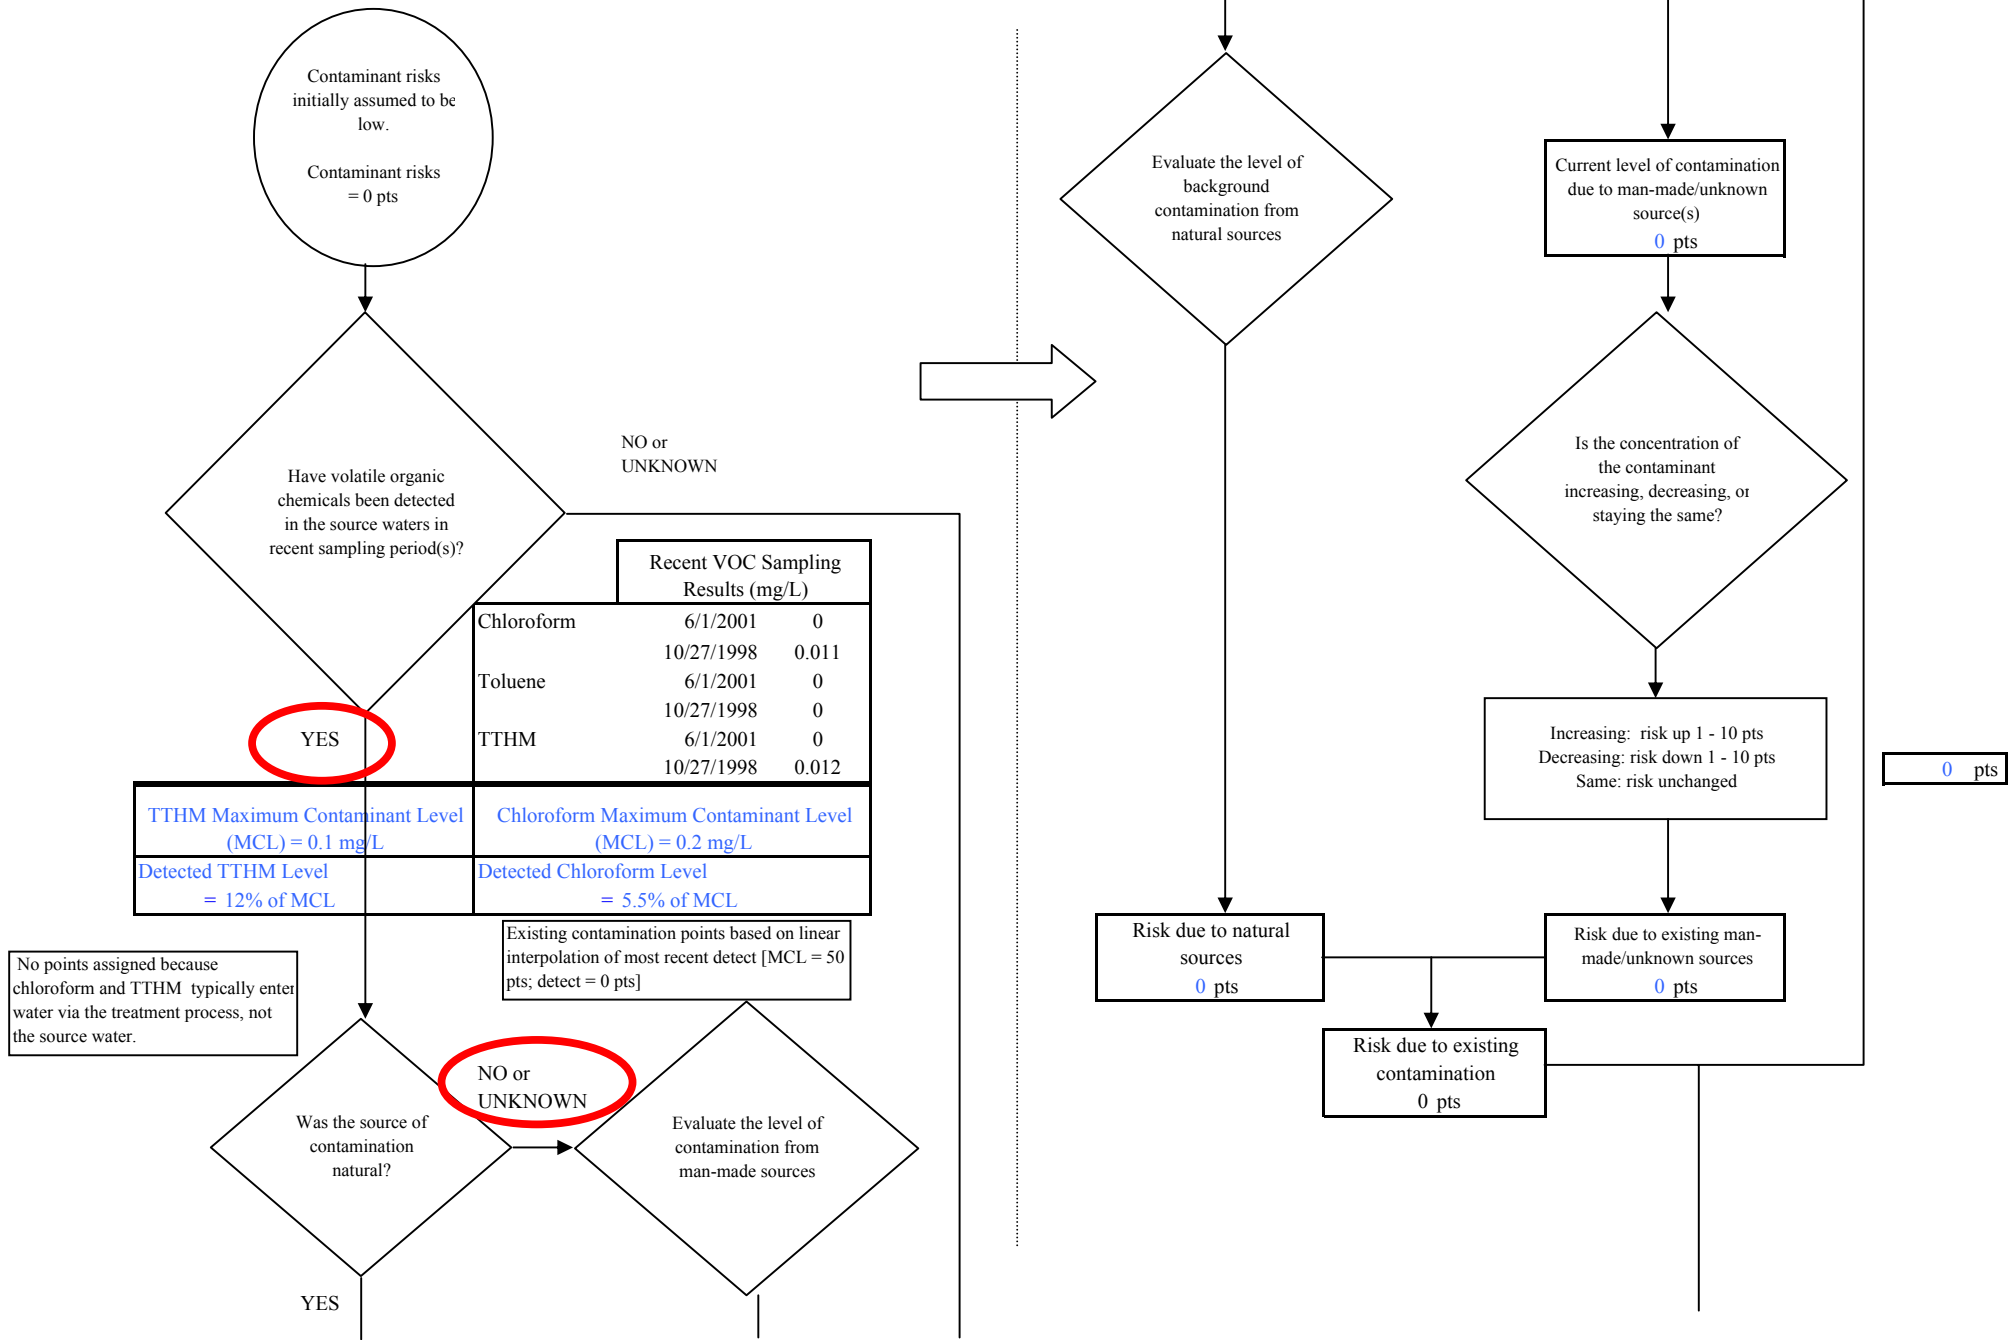 Contaminant risks
initially assumed to be
low.
Contaminant risks
= 0 pts
Have volatile organic
chemicals been detected
in the source waters in
recent sampling period(s)?
NO or
UNKNOWN
Recent VOC Sampling
Results (mg/L)
Chloroform 6/1/2001 0
10/27/1998 0.011
Toluene 6/1/2001 0
10/27/1998 0
TTHM 6/1/2001 0
10/27/1998 0.012
YES
TTHM Maximum Contaminant Level
(MCL) = 0.1 mg/L
Chloroform Maximum Contaminant Level
(MCL) = 0.2 mg/L
Detected TTHM Level
= 12% of MCL
Detected Chloroform Level
= 5.5% of MCL
No points assigned because
chloroform and TTHM typically enter
water via the treatment process, not
the source water.
Existing contamination points based on linear
interpolation of most recent detect [MCL = 50
pts; detect = 0 pts]
Was the source of
contamination
natural?
NO or
UNKNOWN
Evaluate the level of
contamination from
man-made sources
YES
Evaluate the level of
background
contamination from
natural sources
Current level of contamination
due to man-made/unknown
source(s)
0 pts
Is the concentration of
the contaminant
increasing, decreasing, or
staying the same?
Increasing: risk up 1 - 10 pts
Decreasing: risk down 1 - 10 pts
Same: risk unchanged
0 pts
Risk due to natural
sources
0 pts
Risk due to existing man-
made/unknown sources
0 pts
Risk due to existing
contamination
0 pts